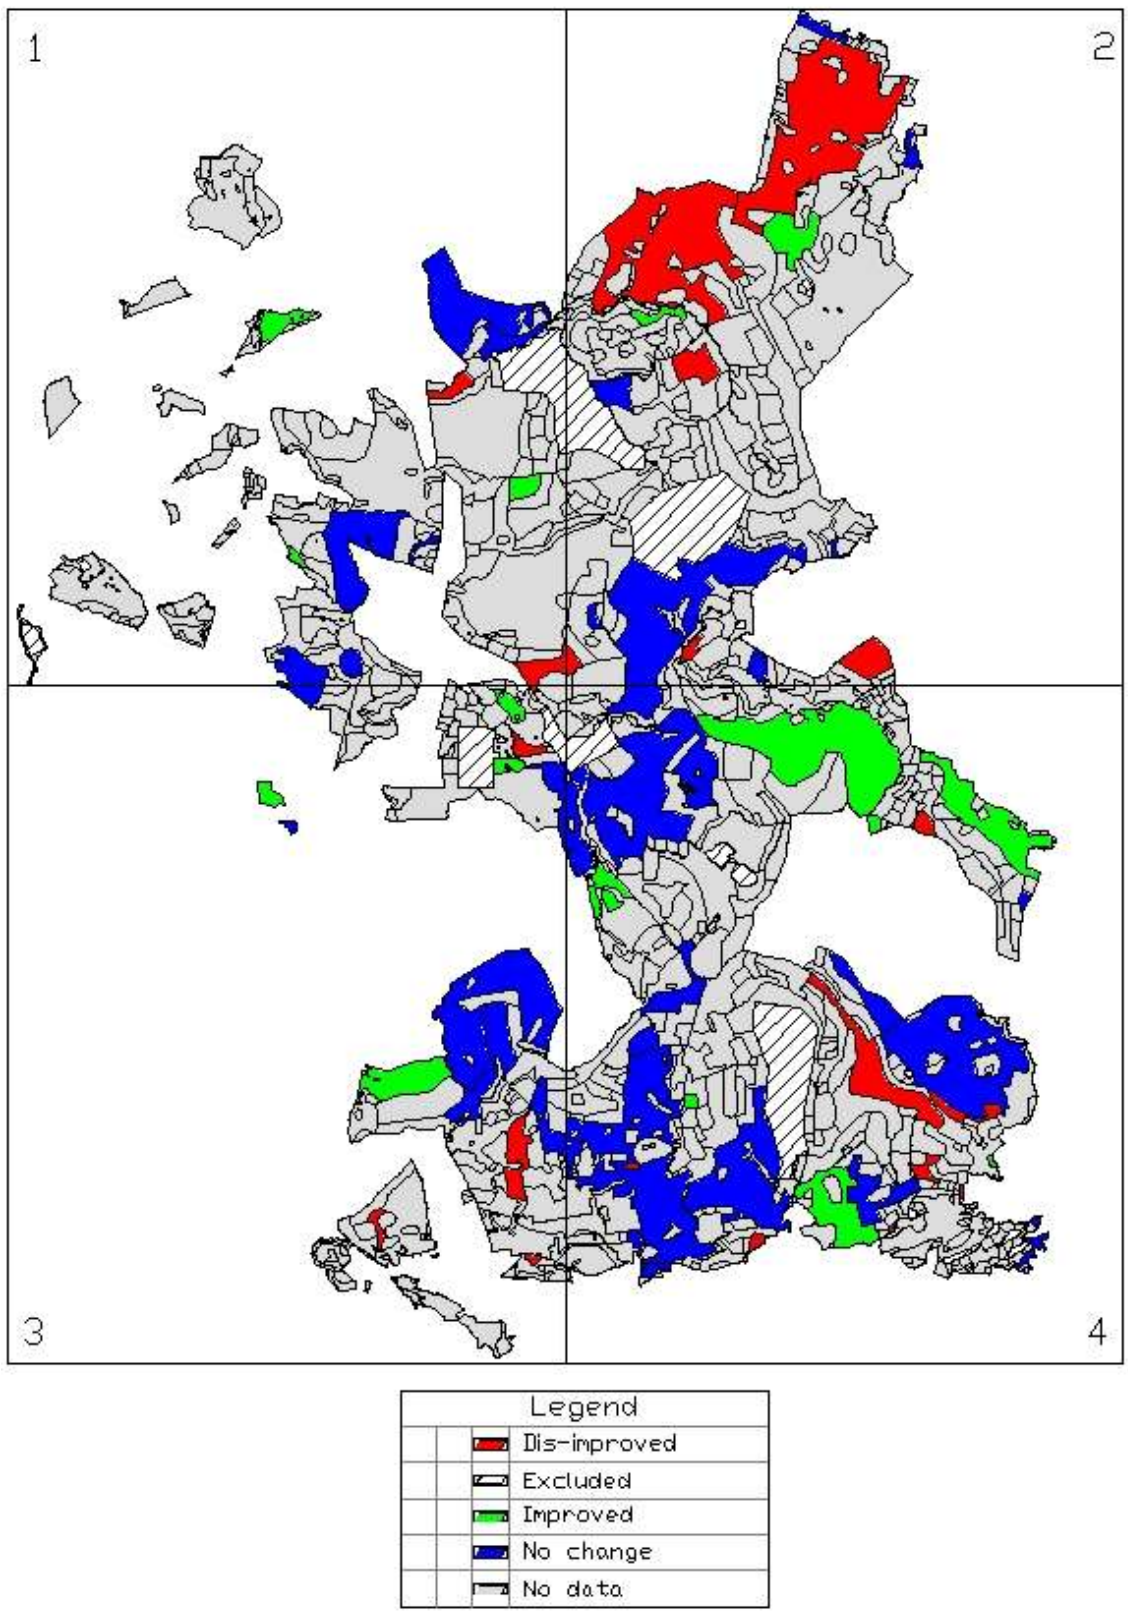 1
2
3
4
Legend
Dis-improved
Excluded
Improved
No change
No data